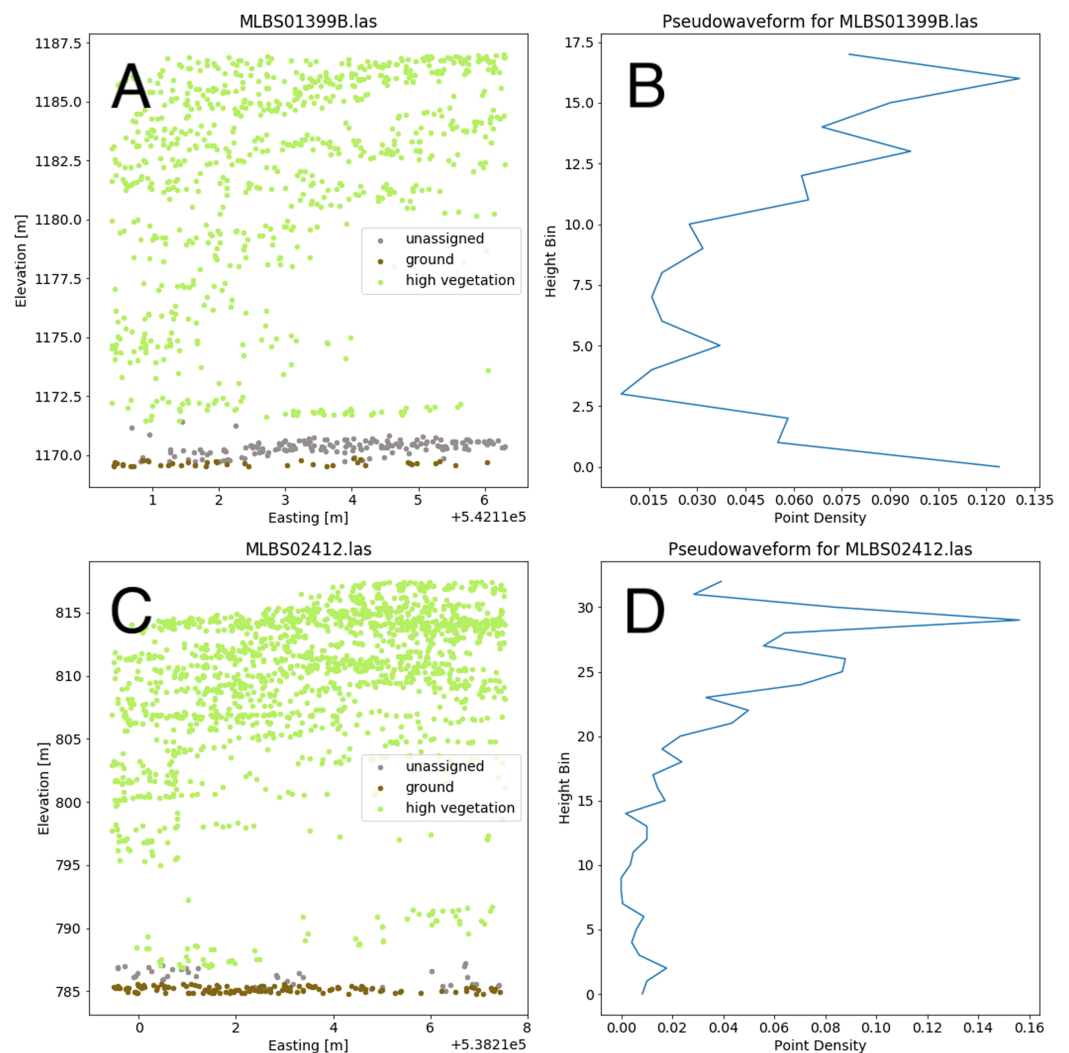 MLBS01399B.las
A
1187.5
1185.0
1182.5
1180.0
1177.5
1175.0
1172.5
1170.0
Elevation [m]
unassigned
ground
high vegetation
1 2 3 4 5 6
Easting [m]
+5.4211e5
Pseudowaveform for MLBS01399B.las
B
17.5
15.0
12.5
10.0
7.5
5.0
2.5
0.0
Height Bin
0.015 0.030 0.045 0.060 0.075 0.090 0.105 0.120 0.135
Point Density
MLBS02412.las
C
815
810
805
800
795
790
785
Elevation [m]
unassigned
ground
high vegetation
0 2 4 6 8
Easting [m]
+5.3821e5
Pseudowaveform for MLBS02412.las
D
30
25
20
15
10
5
0
Height Bin
0.00 0.02 0.04 0.06 0.08 0.10 0.12 0.14 0.16
Point Density